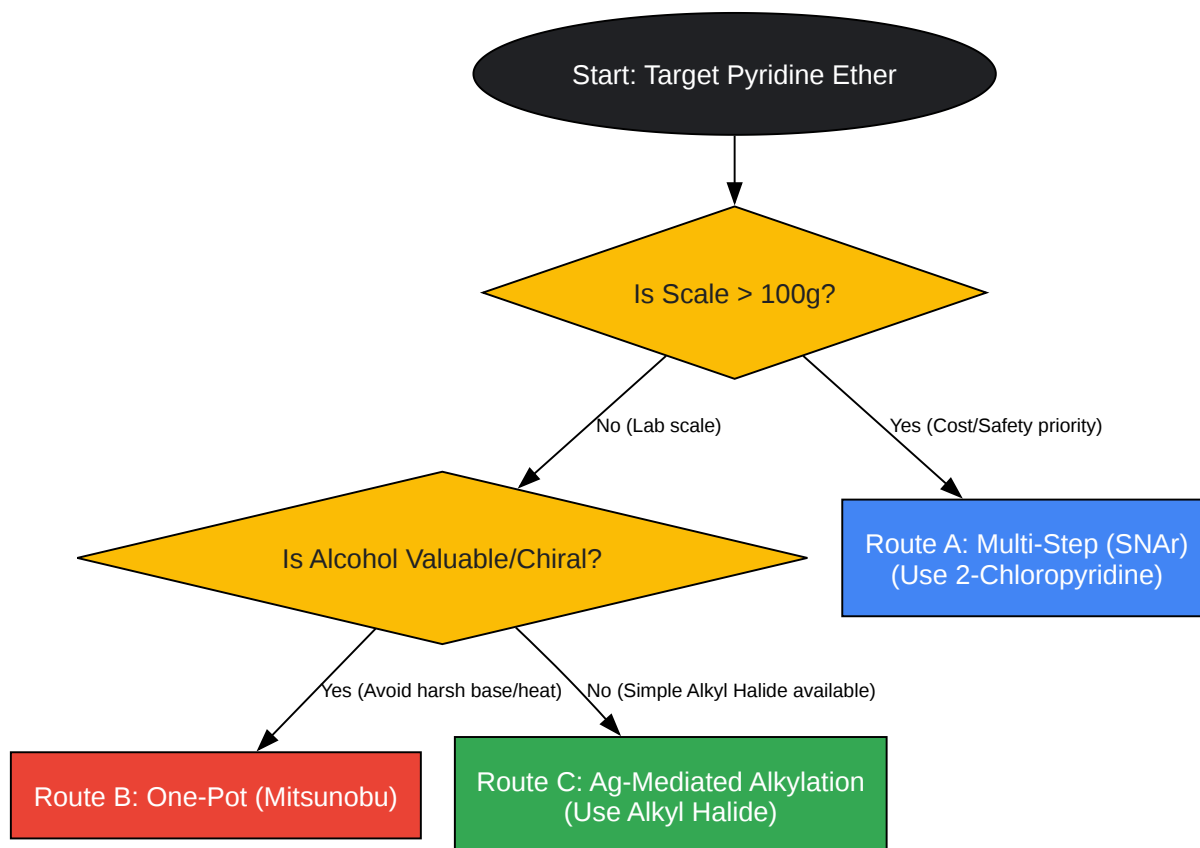 Start: Target Pyridine Ether
Is Scale > 100g?
No (Lab scale)
Yes (Cost/Safety priority)
Is Alcohol Valuable/Chiral?
Route A: Multi-Step (SNAr)
(Use 2-Chloropyridine)
Yes (Avoid harsh base/heat)
No (Simple Alkyl Halide available)
Route B: One-Pot (Mitsunobu)
Route C: Ag-Mediated Alkylation
(Use Alkyl Halide)